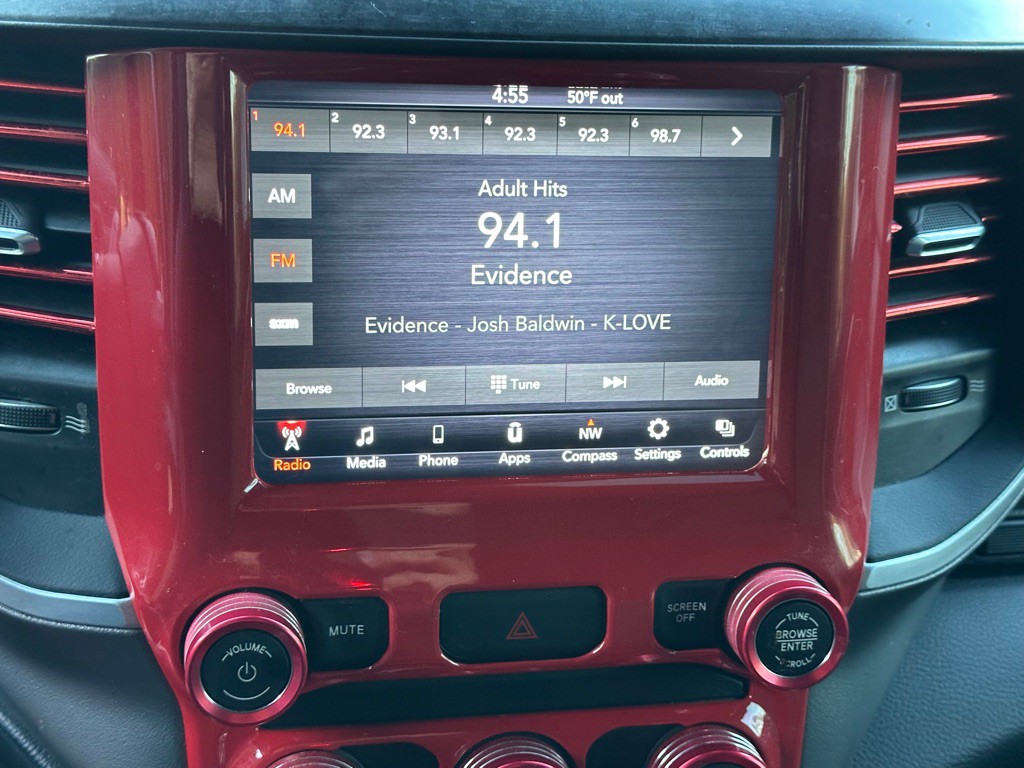 4:55 50°F out
1 94.1 2 92.3 3 93.1 4 92.3 5 92.3 6 98.7
AM
FM
sxm
Adult Hits
94.1
Evidence
Evidence - Josh Baldwin - K-LOVE
Browse Tune Audio
NW
Radio Media Phone Apps Compass Settings Controls
VOLUME
MUTE
SCREEN
OFF
TUNE
BROWSE
ENTER
SCROLL